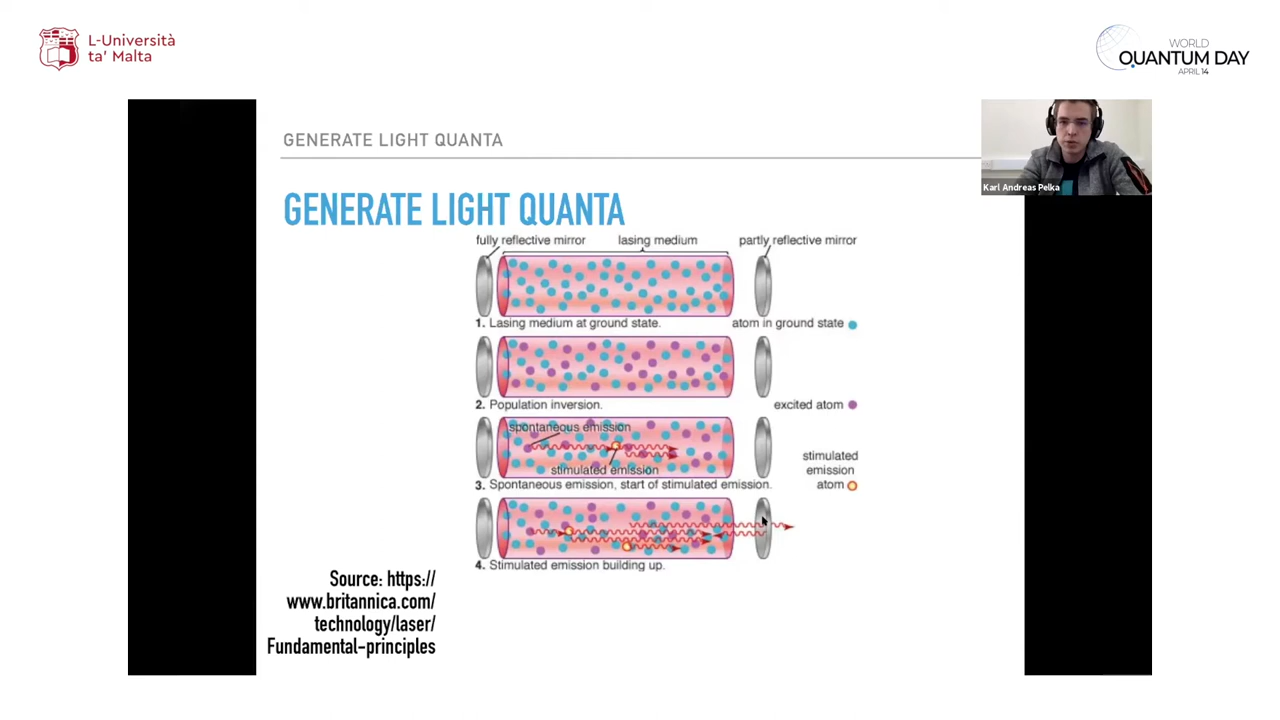 L-Università
ta' Malta
WORLD
QUANTUM DAY
APRIL 14
GENERATE LIGHT QUANTA
Karl Andreas Pelka
GENERATE LIGHT QUANTA
fully reflective mirror
lasing medium
partly reflective mirror
1. Lasing medium at ground state.
atom in ground state
2. Population inversion.
excited atom
spontaneous emission
stimulated emission
stimulated
emission
atom
3. Spontaneous emission, start of stimulated emission.
4. Stimulated emission building up.
Source: https://
www.britannica.com/
technology/laser/
Fundamental-principles